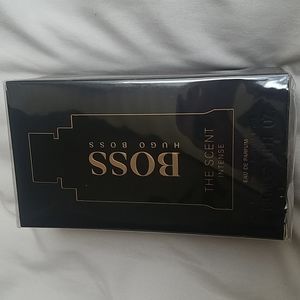 BOSS
HUGO BOSS
THE SCENT
INTENSE
EAU DE PARFUM